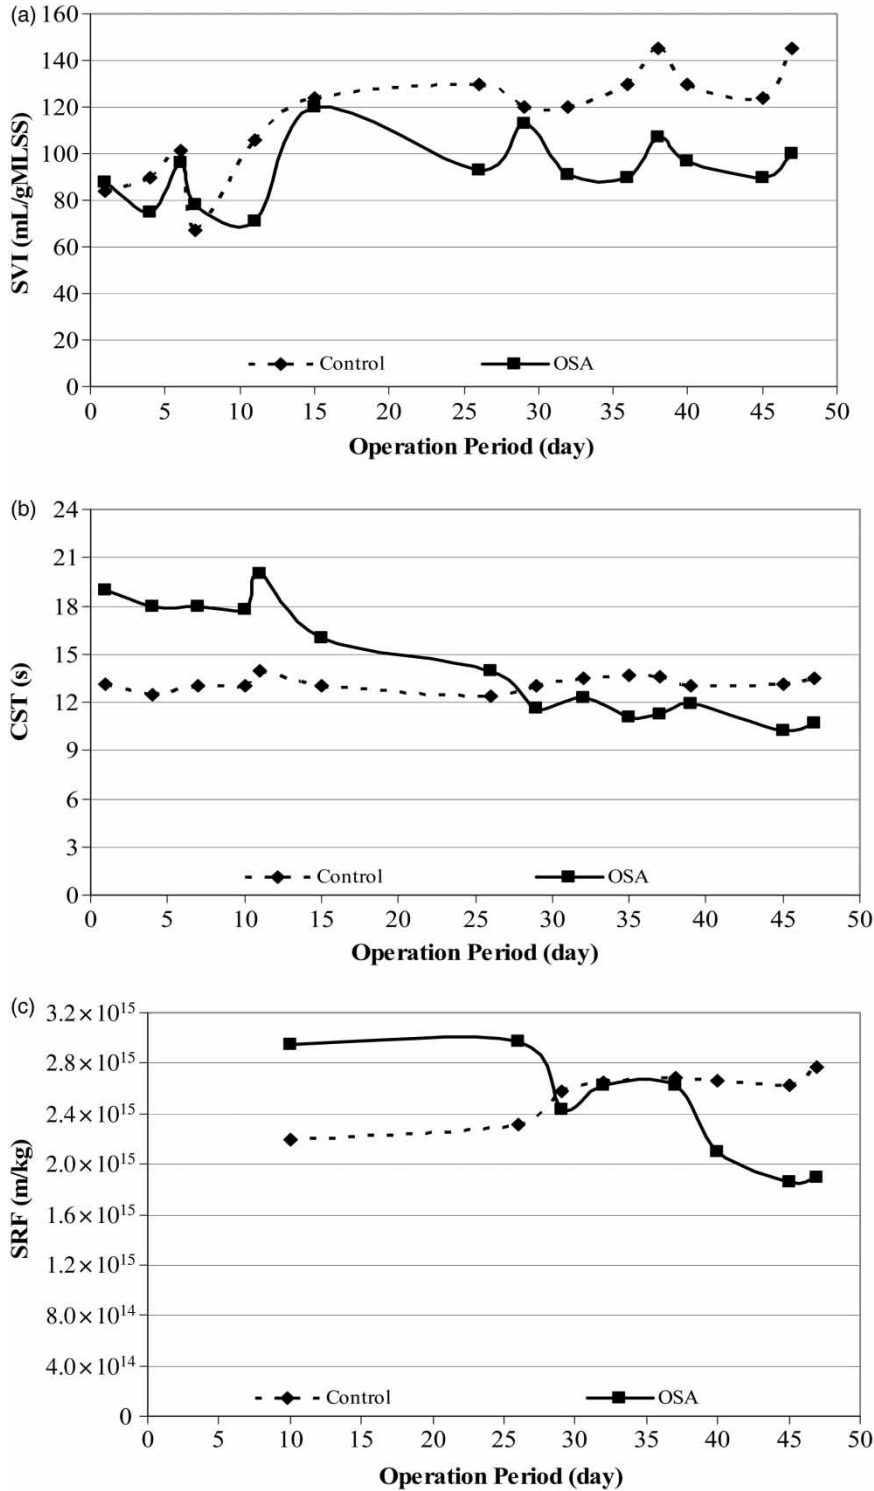 (a)
160
140
120
100
80
60
40
20
0
SVI (mL/gMLSS)
Control OSA
0 5 10 15 20 25 30 35 40 45 50
Operation Period (day)
(b)
24
21
18
15
12
9
6
3
0
CST (s)
Control OSA
0 5 10 15 20 25 30 35 40 45 50
Operation Period (day)
(c)
3.2 × 10¹⁵
2.8 × 10¹⁵
2.4 × 10¹⁵
2.0 × 10¹⁵
1.6 × 10¹⁵
1.2 × 10¹⁵
8.0 × 10¹⁴
4.0 × 10¹⁴
0
SRF (m/kg)
Control OSA
0 5 10 15 20 25 30 35 40 45 50
Operation Period (day)